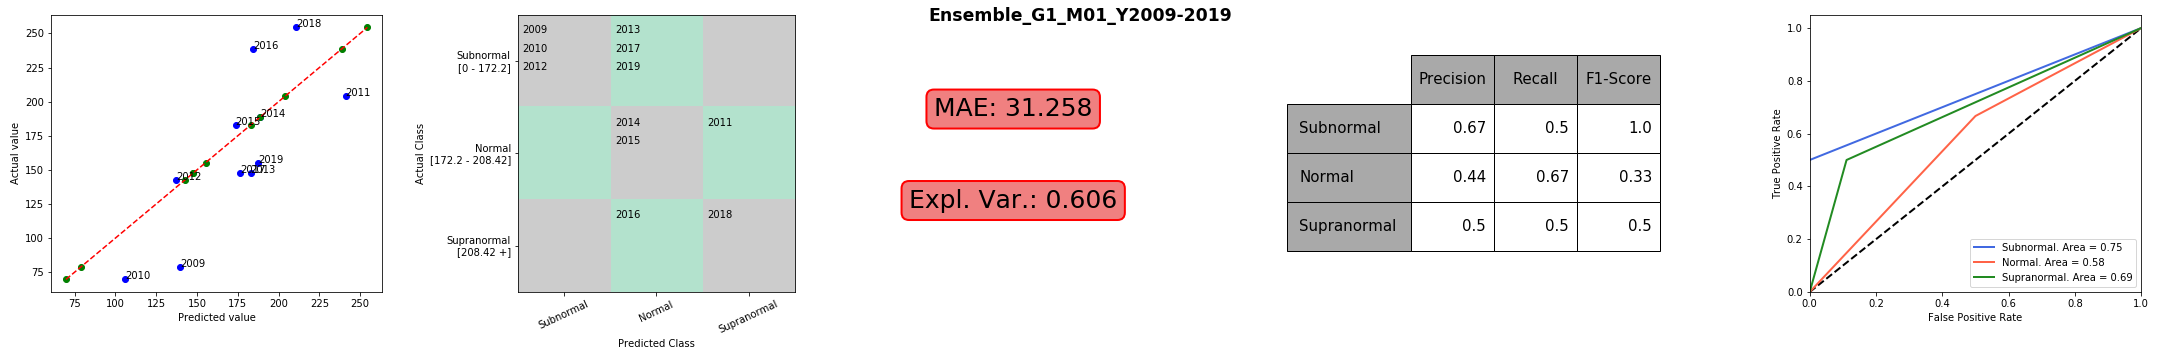 Ensemble_G1_M01_Y2009-2019
Actual value
250
225
200
175
150
125
100
75
2018
2016
2011
2014
2015
2019
2013
2012
2009
2010
75
100
125
150
175
200
225
250
Predicted value
Actual Class
Subnormal
[0 - 172.2]
Normal
[172.2 - 208.42]
Supranormal
[208.42 +]
2009
2010
2012
2013
2017
2019
2014
2015
2011
2016
2018
Subnormal
Normal
Supranormal
Predicted Class
MAE: 31.258
Expl. Var.: 0.606
Precision Recall F1-Score
Subnormal 0.67 0.5 1.0
Normal 0.44 0.67 0.33
Supranormal 0.5 0.5 0.5
True Positive Rate
1.0
0.8
0.6
0.4
0.2
0.0
Subnormal. Area = 0.75
Normal. Area = 0.58
Supranormal. Area = 0.69
0.0
0.2
0.4
0.6
0.8
1.0
False Positive Rate